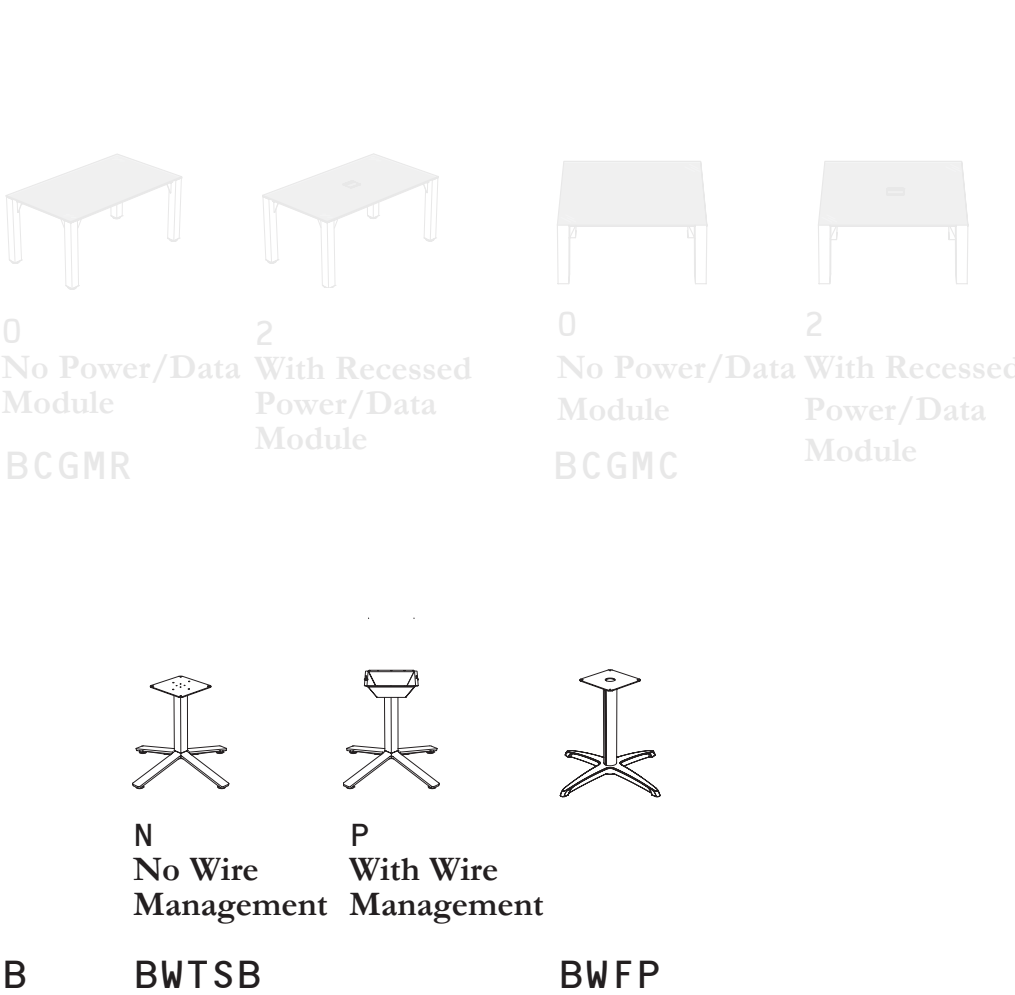 0
No Power/Data
Module
2
With Recessed
Power/Data
Module
0
No Power/Data
Module
2
With Recessed
Power/Data
Module
BCGMR
BCGMC
N
No Wire
Management
P
With Wire
Management
B
BWTSB
BWFP